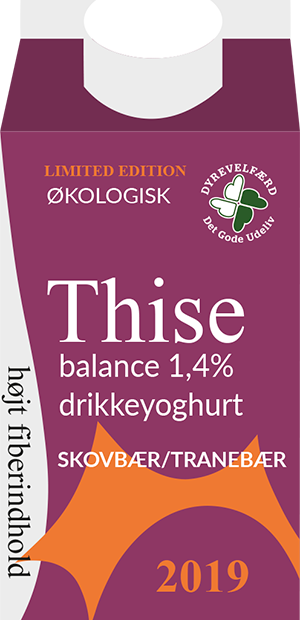 LIMITED EDITION
ØKOLOGISK
DYREVELFÆRD
Det Gode Udeliv
Thise
balance 1,4%
drikkeyoghurt
SKOVBÆR/TRANEBÆR
højt fiberindhold
2019